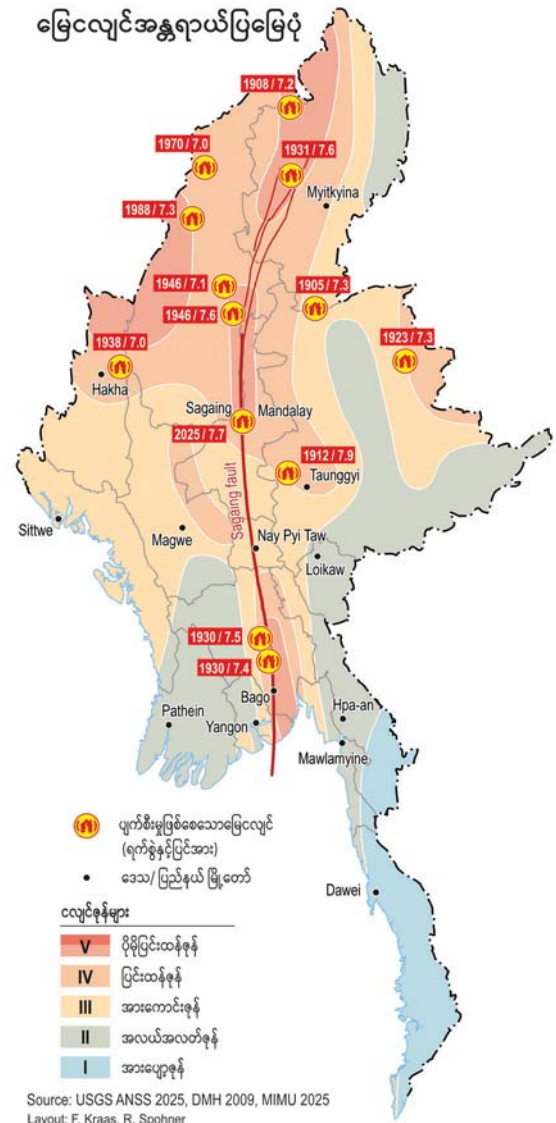 မြေငလျင်အန္တရာယ်ပြမြေပုံ
1908 / 7.2
1970 / 7.0
1931 / 7.6
Myitkyina
1988 / 7.3
1946 / 7.1
1905 / 7.3
1946 / 7.6
1938 / 7.0
1923 / 7.3
Hakha
Sagaing
Mandalay
2025 / 7.7
1912 / 7.9
Taunggyi
Sagaing fault
Sittwe
Magwe
Nay Pyi Taw
Loikaw
1930 / 7.5
1930 / 7.4
Bago
Hpa-an
Pathein
Yangon
Mawlamyine
ပျက်စီးမှုဖြစ်စေသောမြေငလျင်
(ရက်စွဲနှင့်ပြင်အား)
Dawei
ဒေသ/ ပြည်နယ် မြို့တော်
ငလျင်ဇုန်များ
V ပိုမိုပြင်းထန်ဇုန်
IV ပြင်းထန်ဇုန်
III အားကောင်းဇုန်
II အလယ်အလတ်ဇုန်
I အားပျော့ဇုန်
Source: USGS ANSS 2025, DMH 2009, MIMU 2025
Layout: F. Kraas, R. Spohner